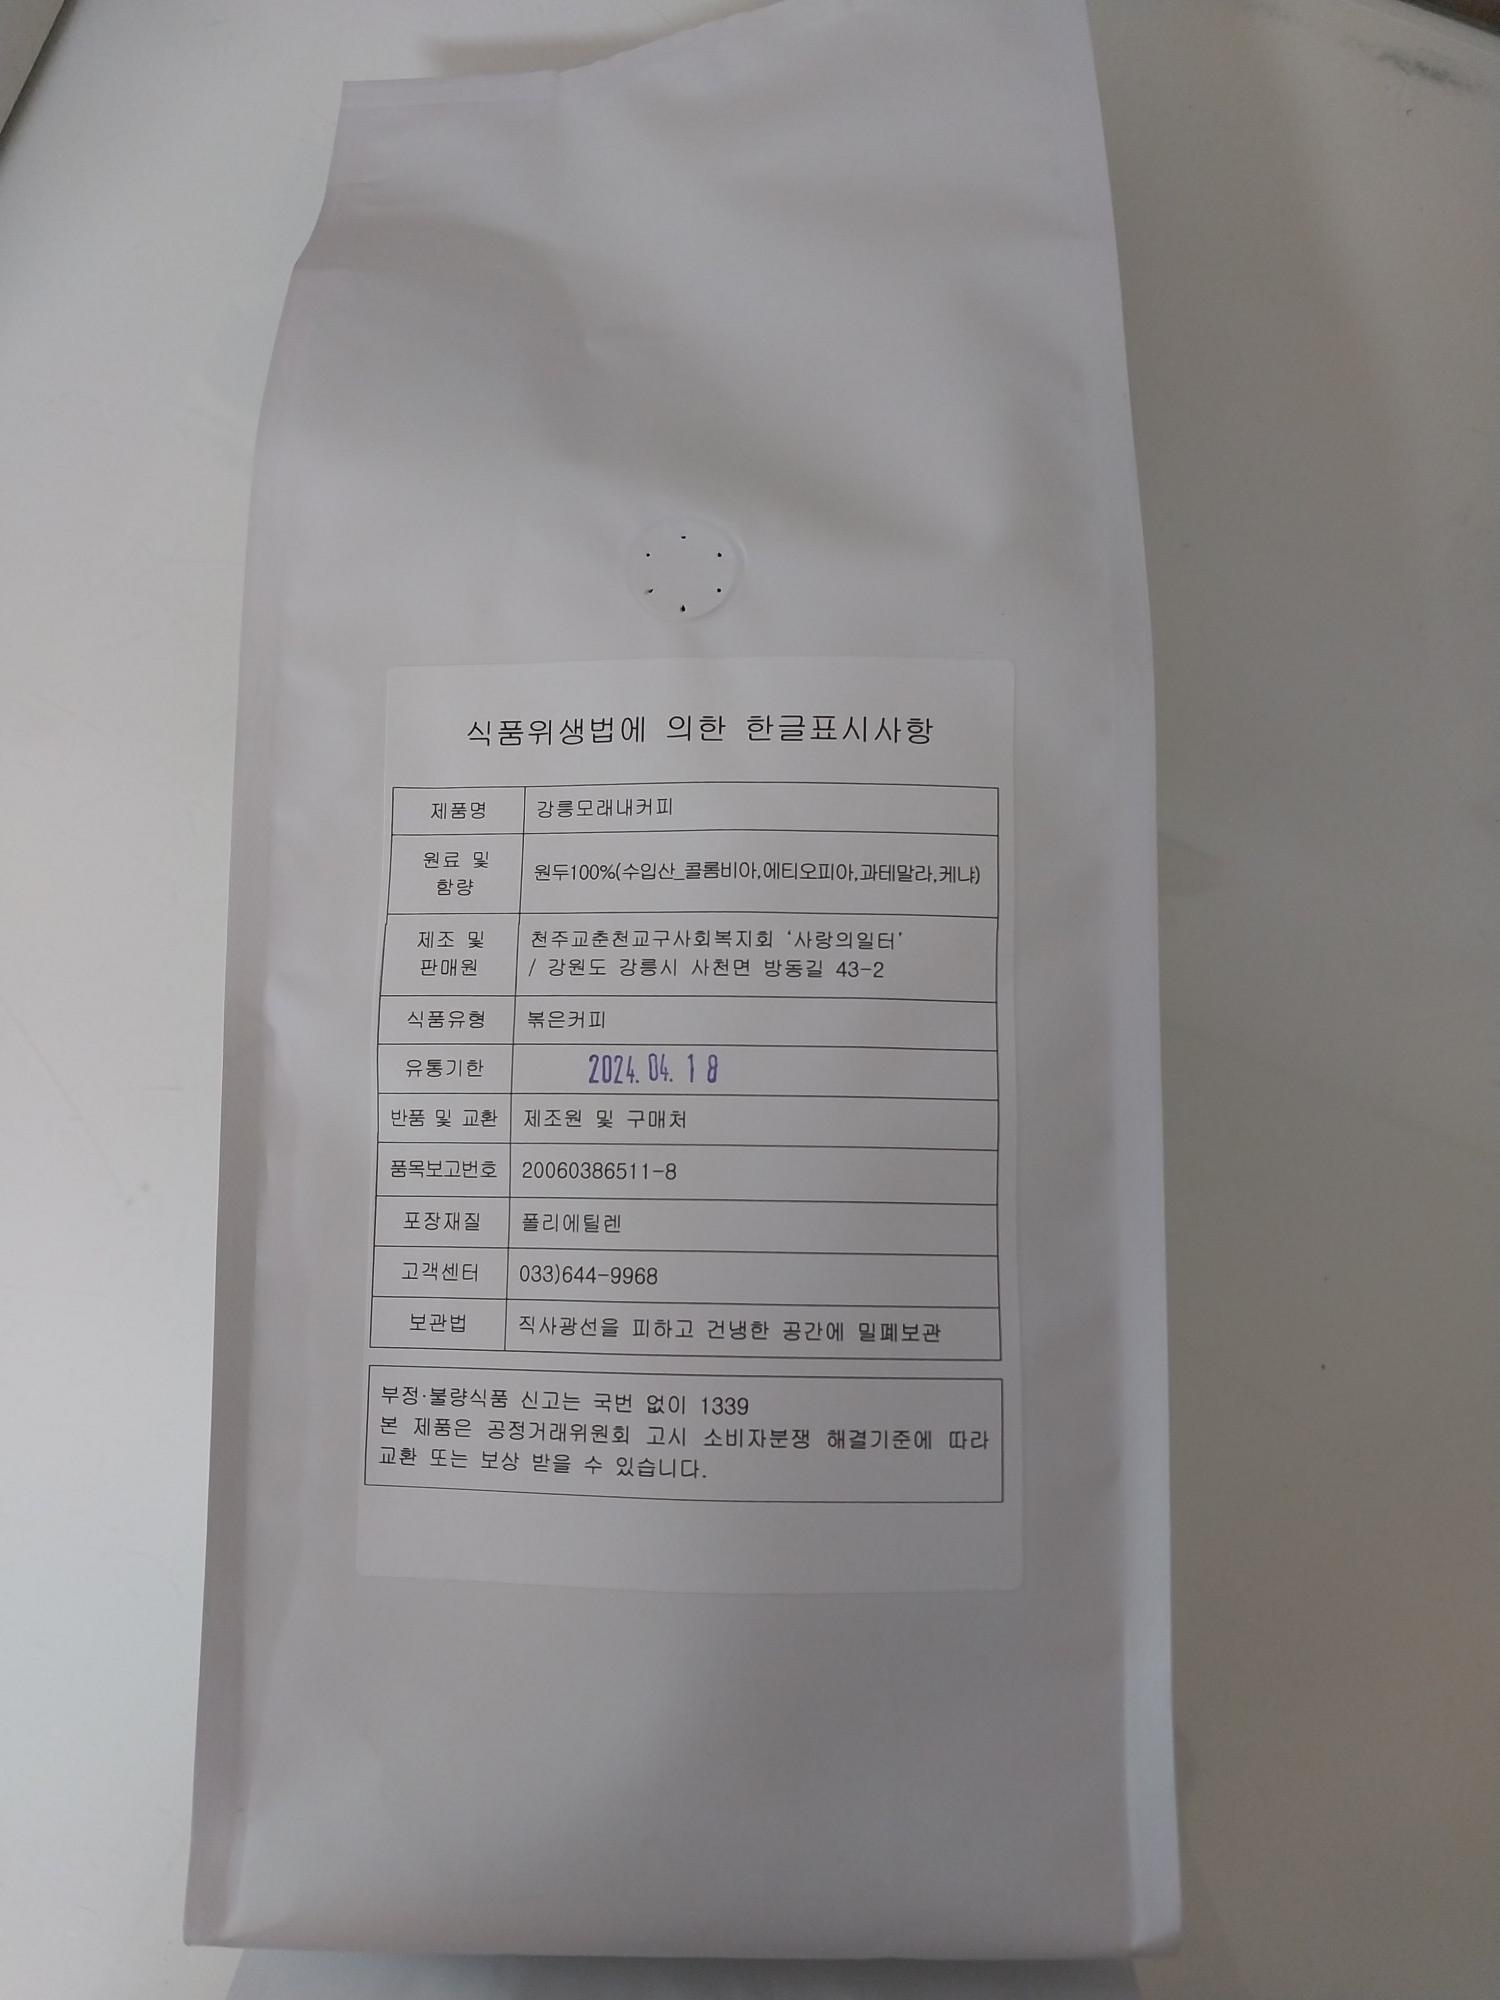 식품위생법에 의한 한글표시사항
제품명 강릉모래내커피
원료 및 함량 원두100%(수입산_콜롬비아,에티오피아,과테말라,케냐)
제조 및 판매원 천주교춘천교구사회복지회 '사랑의일터'
/ 강원도 강릉시 사천면 방동길 43-2
식품유형 볶은커피
유통기한 2024. 04. 1 8
반품 및 교환 제조원 및 구매처
품목보고번호 20060386511-8
포장재질 폴리에틸렌
고객센터 033)644-9968
보관법 직사광선을 피하고 건냉한 공간에 밀폐보관
부정·불량식품 신고는 국번 없이 1339
본 제품은 공정거래위원회 고시 소비자분쟁 해결기준에 따라
교환 또는 보상 받을 수 있습니다.